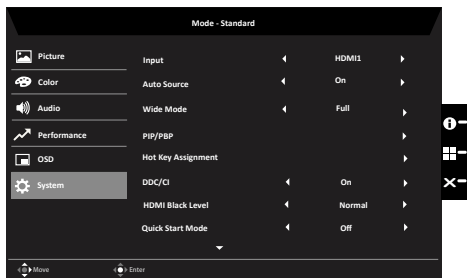 Mode - Standard
Picture
Color
Audio
Performance
OSD
System
Input HDMI1
Auto Source On
Wide Mode Full
PIP/PBP
Hot Key Assignment
DDC/CI On
HDMI Black Level Normal
Quick Start Mode Off
Move Enter